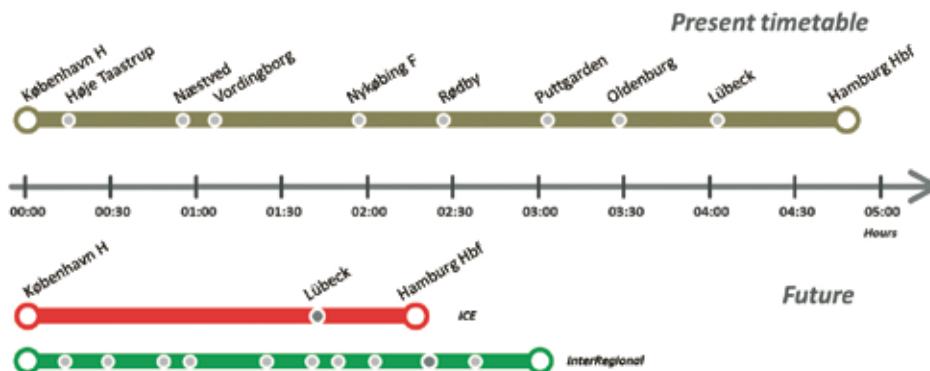 Present timetable
København H
Høje Taastrup
Næstved
Vordingborg
Nykøbing F
Rødby
Puttgarden
Oldenburg
Lübeck
Hamburg Hbf
00:00 00:30 01:00 01:30 02:00 02:30 03:00 03:30 04:00 04:30 05:00
Hours
København H
Lübeck
Hamburg Hbf
Future
ICE
InterRegional